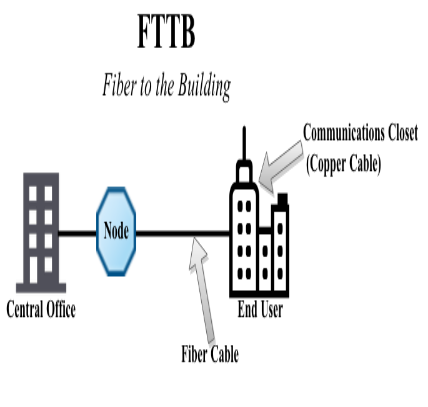 FTTB
Fiber to the Building
Communications Closet
(Copper Cable)
Node
Central Office
End User
Fiber Cable